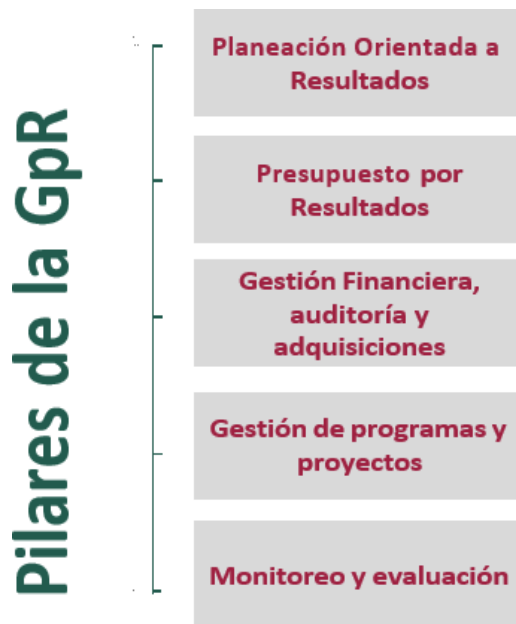 Pilares de la GpR
Planeación Orientada a
Resultados
Presupuesto por
Resultados
Gestión Financiera,
auditoría y
adquisiciones
Gestión de programas y
proyectos
Monitoreo y evaluación